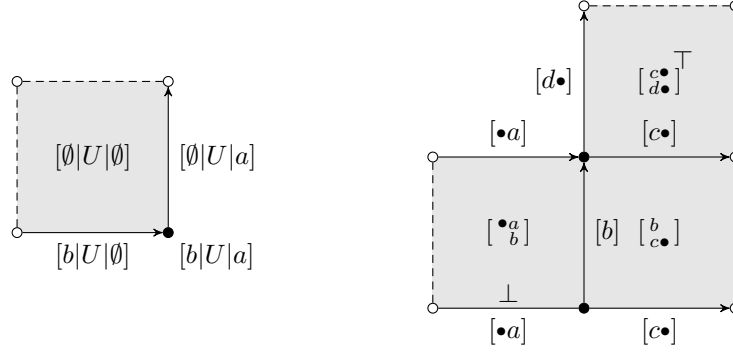 [∅|U|∅]
[∅|U|a]
[b|U|∅]
[b|U|a]
[d•]
[c• d•]
⊤
[•a]
[c•]
[•a b]
[b]
[b c•]
⊥
[•a]
[c•]